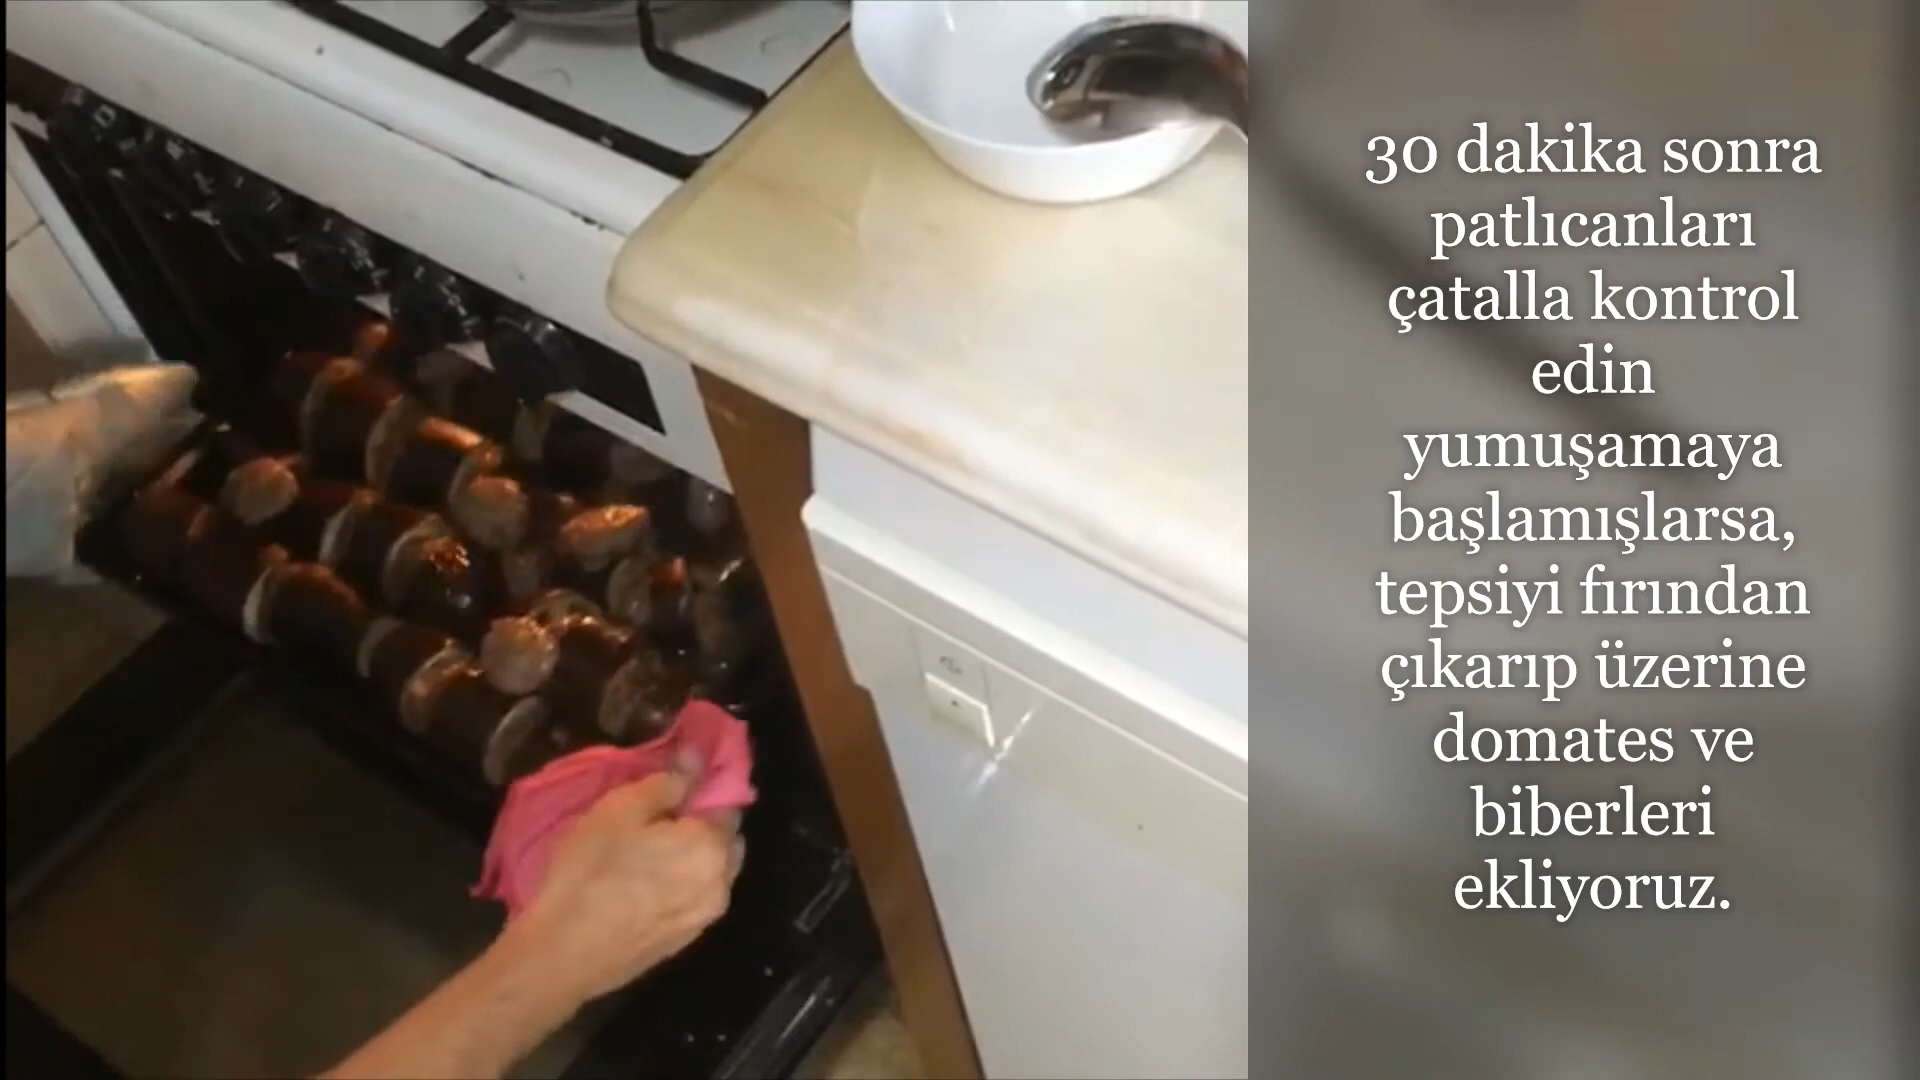 30 dakika sonra
patlıcanları
çatalla kontrol
edin
yumuşamaya
başlamışlarsa,
tepsiyi fırından
çıkarıp üzerine
domates ve
biberleri
ekliyoruz.